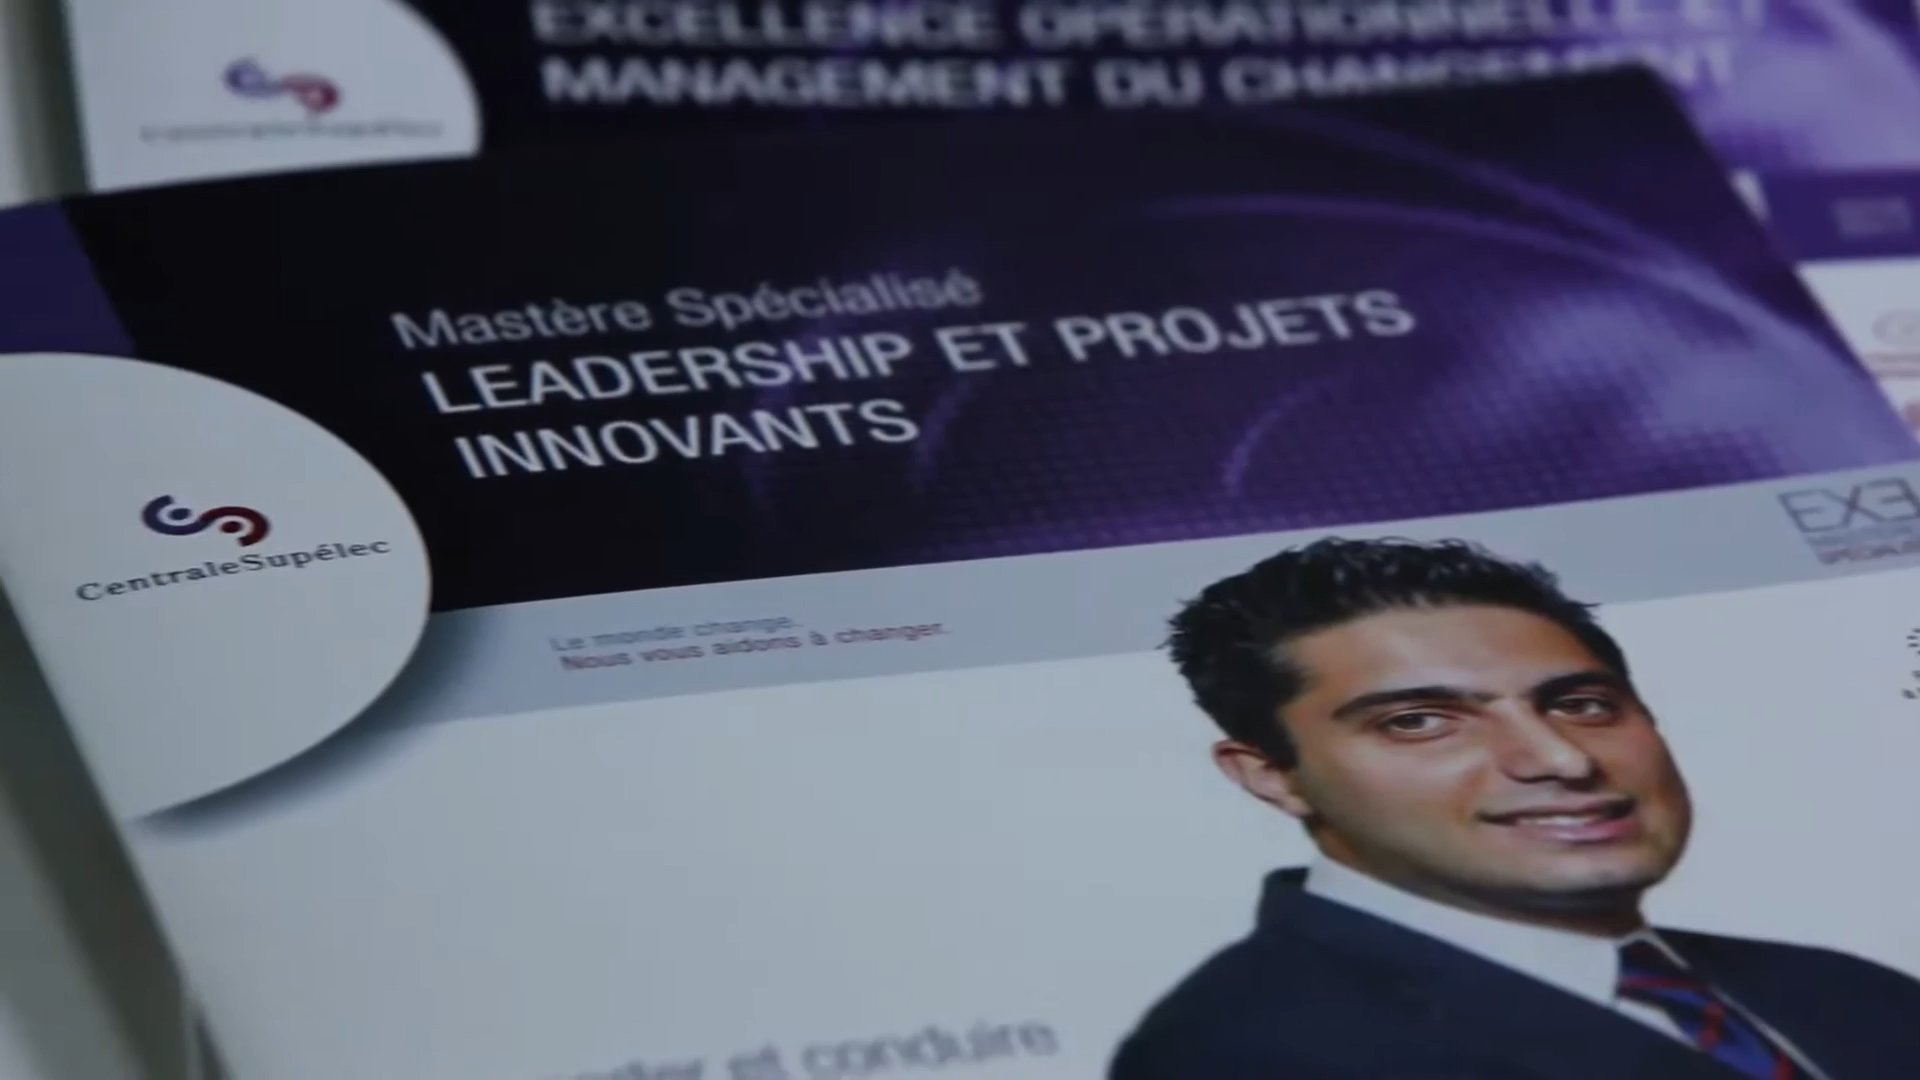 EXCELLENCE OPÉRATIONNELLE ET
MANAGEMENT DU CHANGEMENT
Mastère Spécialisé
LEADERSHIP ET PROJETS
INNOVANTS
CentraleSupélec
Le monde change.
Nous vous aidons à changer.
EXE
et conduire